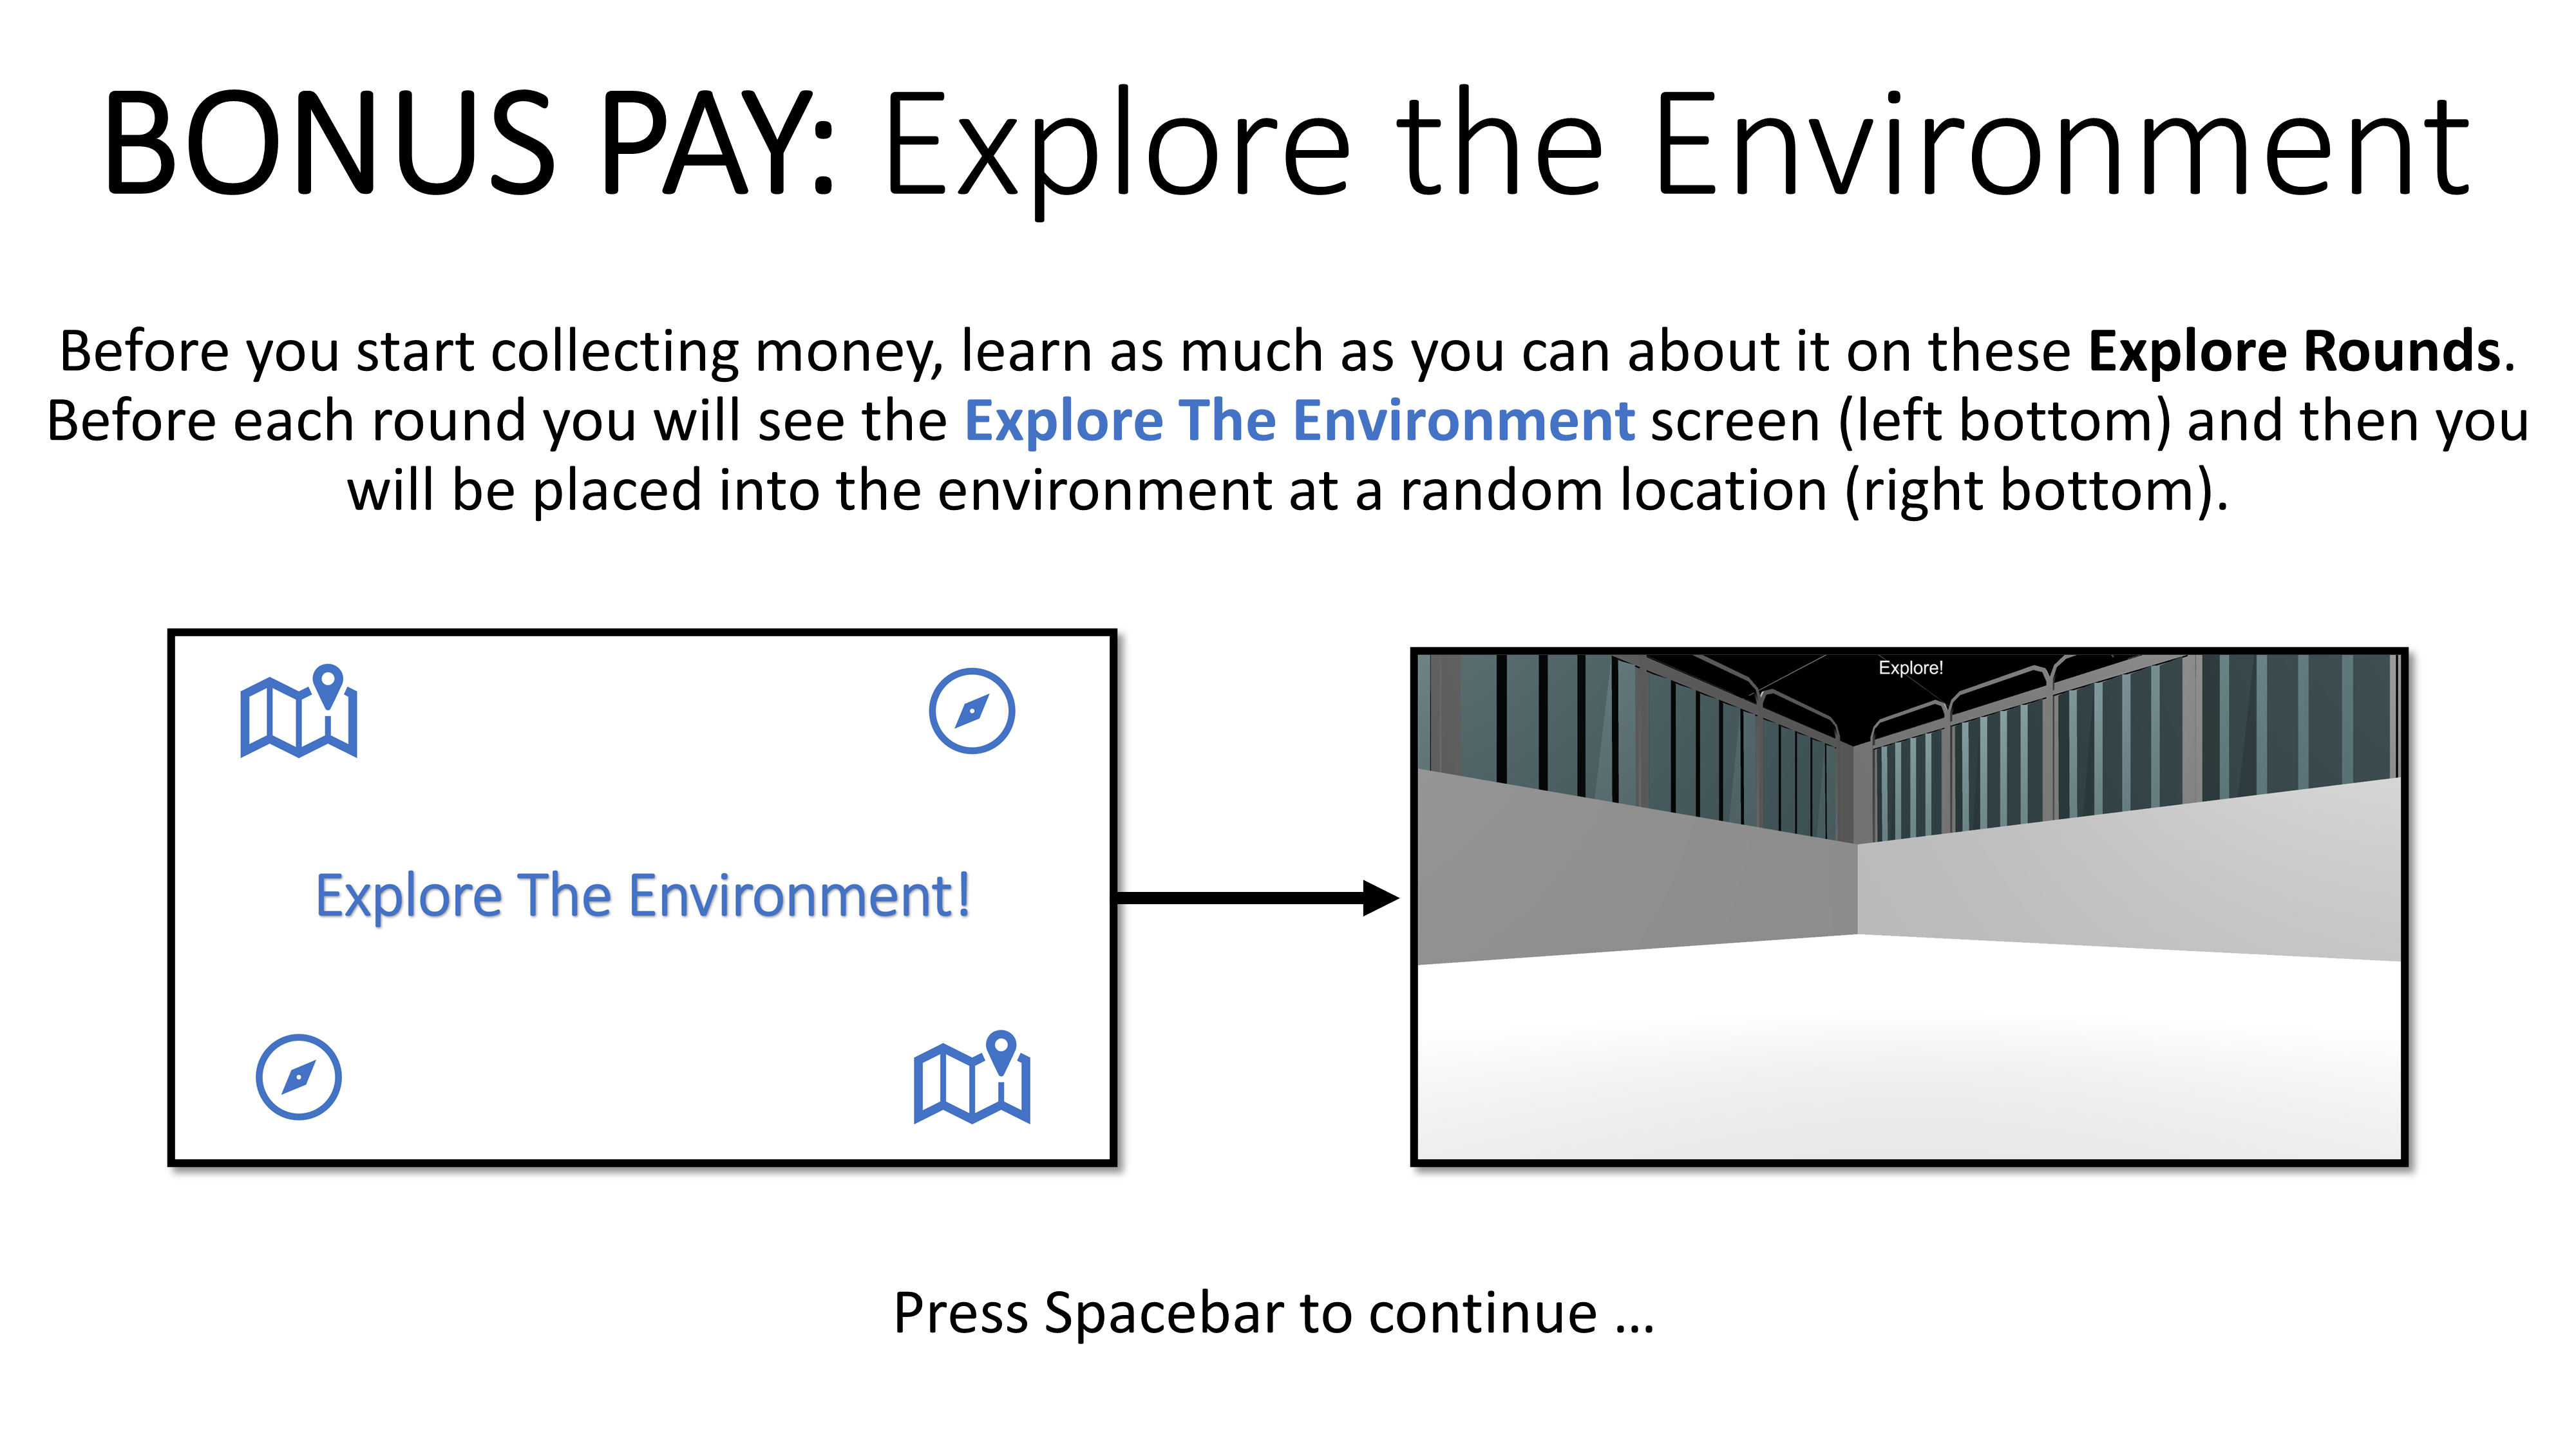 BONUS PAY: Explore the Environment
Before you start collecting money, learn as much as you can about it on these Explore Rounds.
Before each round you will see the Explore The Environment screen (left bottom) and then you
will be placed into the environment at a random location (right bottom).
Explore The Environment!
Explore!
Press Spacebar to continue ...